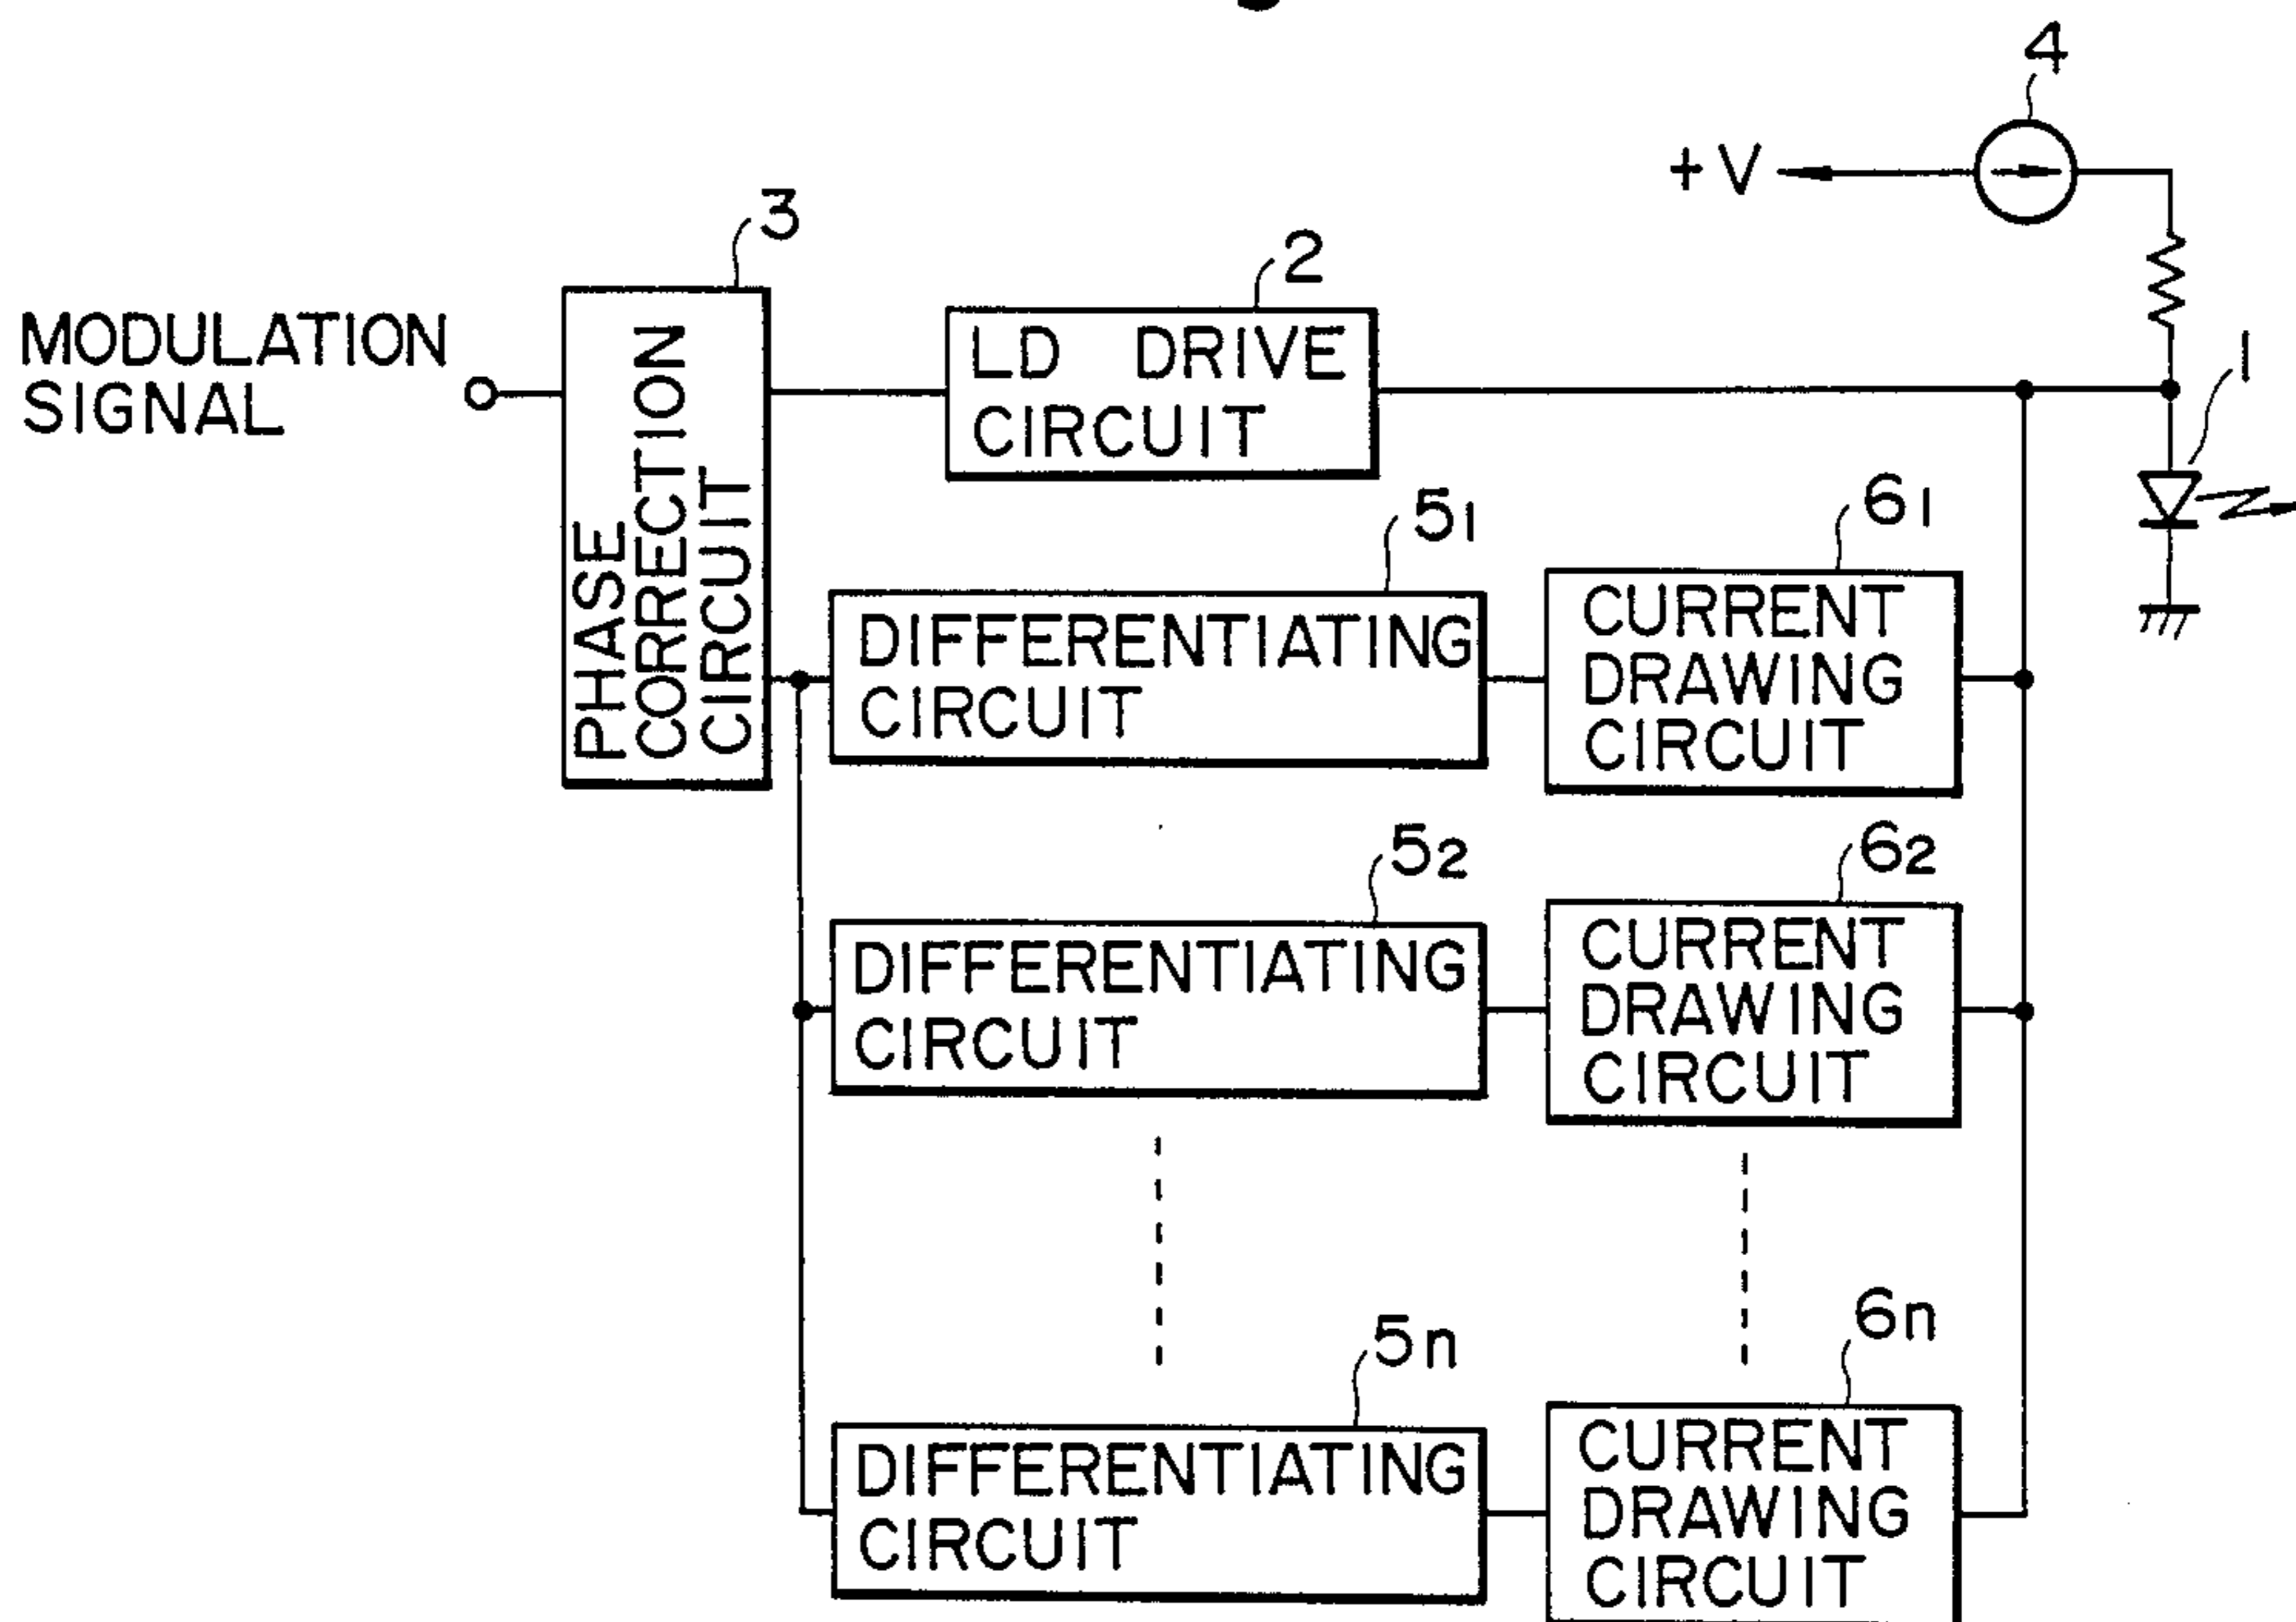 4
+V
3
2
1
MODULATION
SIGNAL
PHASE
CORRECTION
CIRCUIT
LD DRIVE
CIRCUIT
51
61
DIFFERENTIATING
CIRCUIT
CURRENT
DRAWING
CIRCUIT
52
62
DIFFERENTIATING
CIRCUIT
CURRENT
DRAWING
CIRCUIT
5n
6n
DIFFERENTIATING
CIRCUIT
CURRENT
DRAWING
CIRCUIT